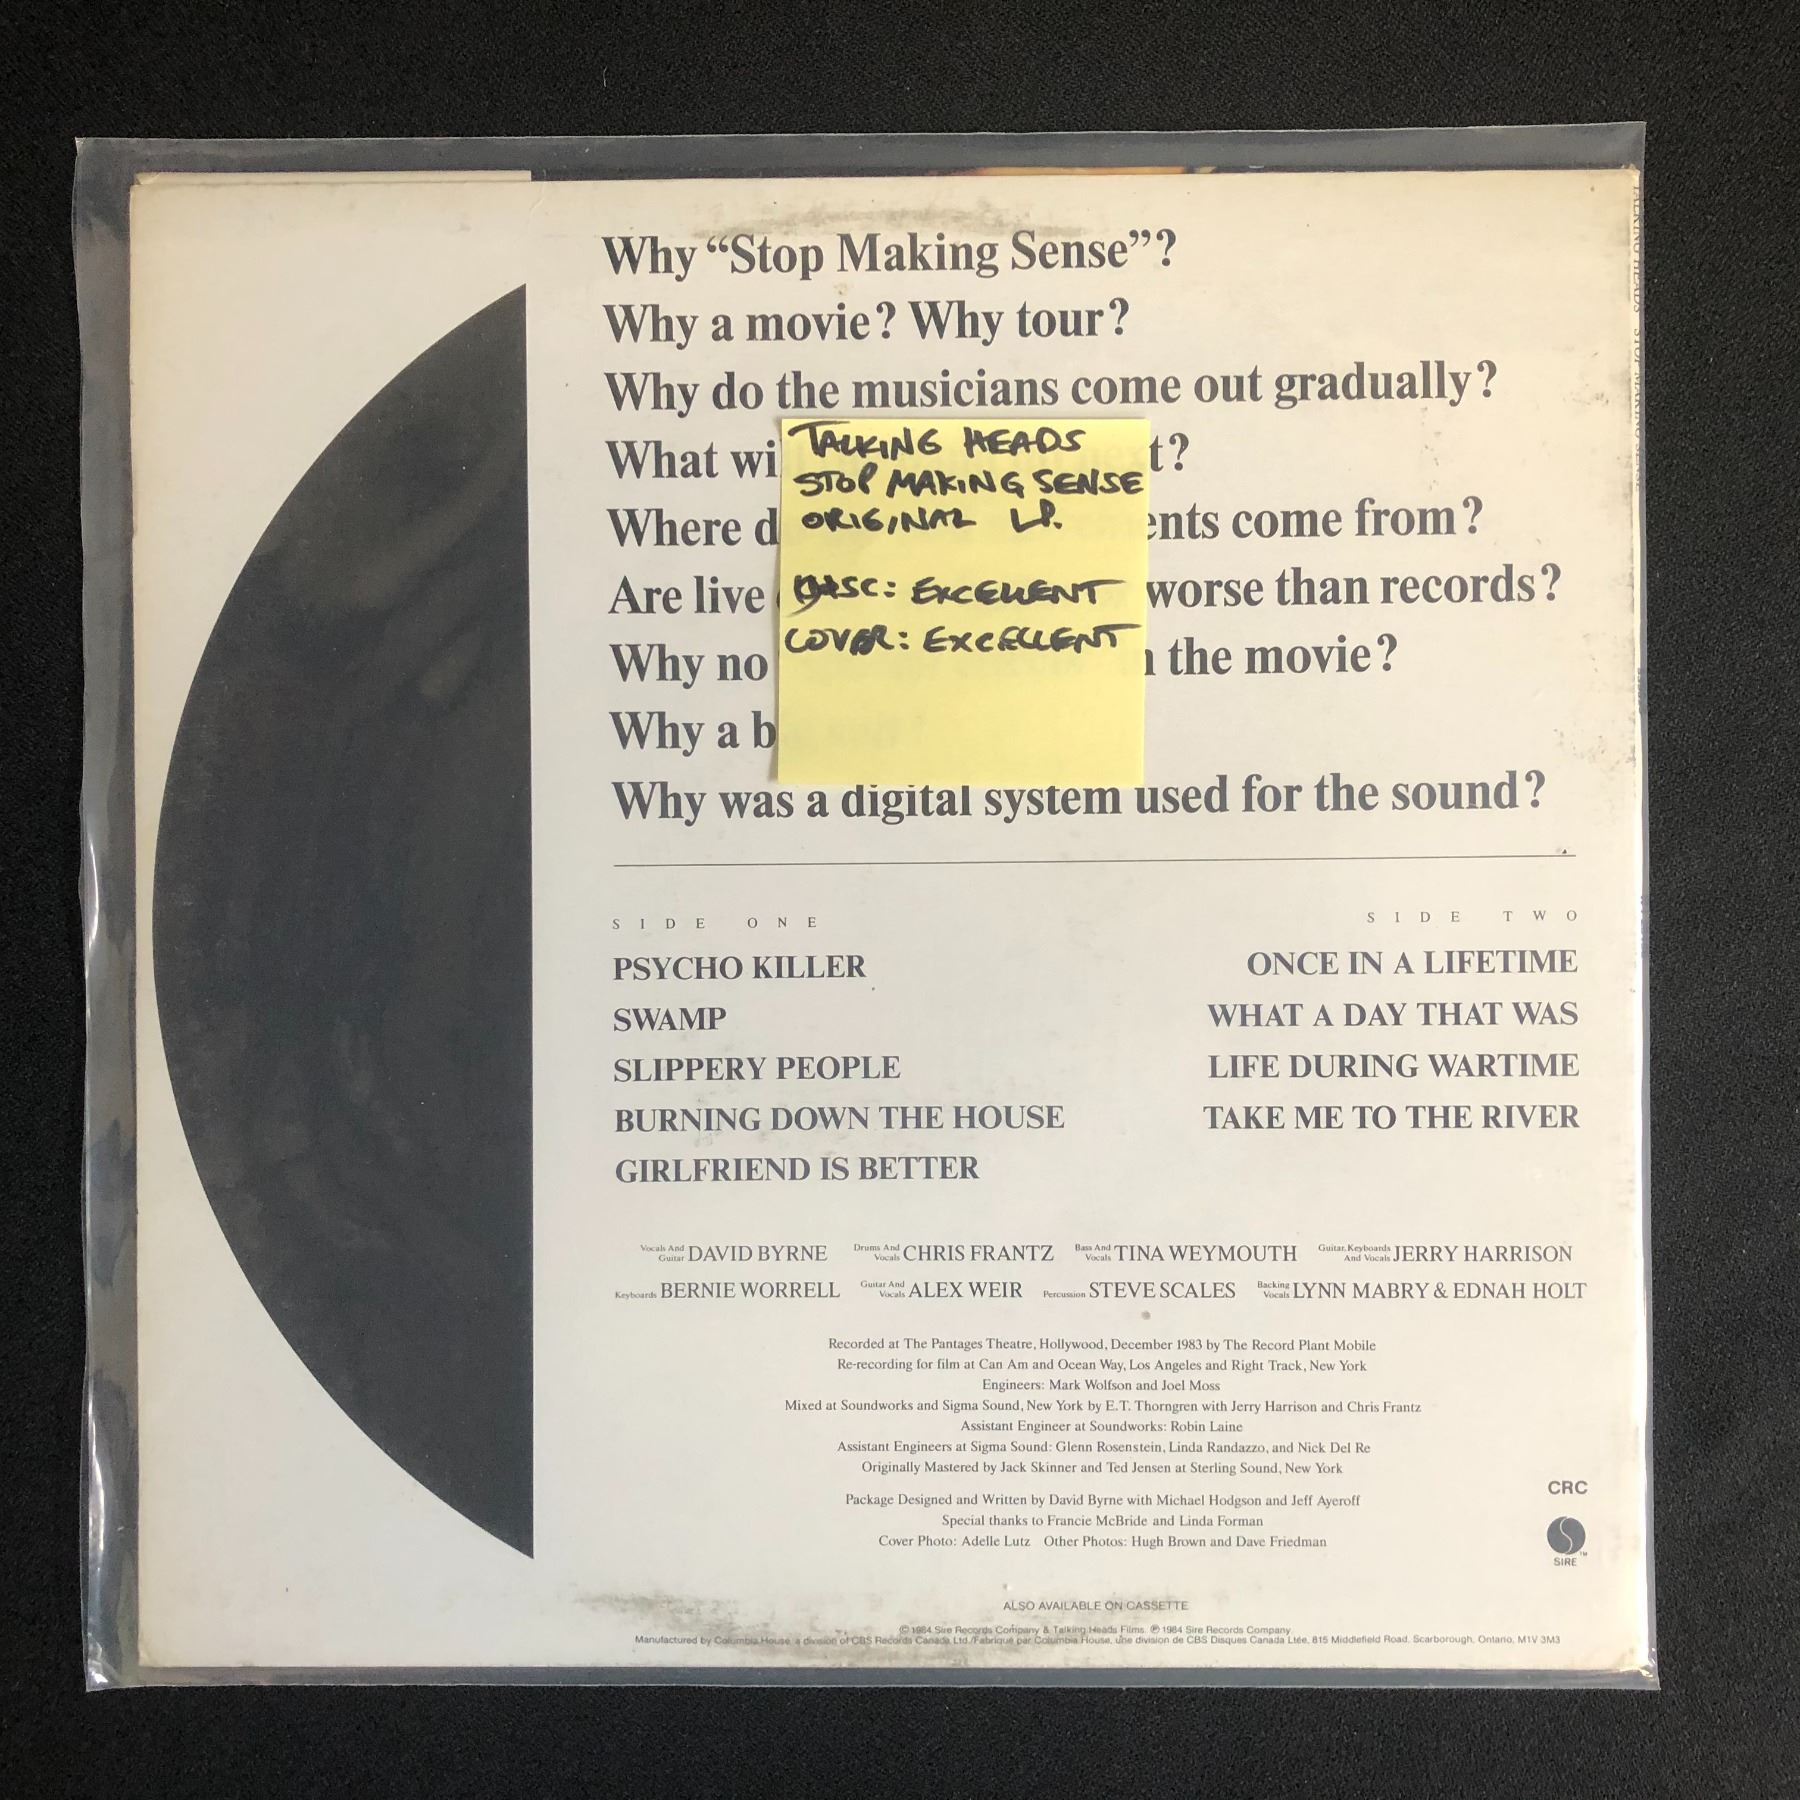 Why “Stop Making Sense”?
Why a movie? Why tour?
Why do the musicians come out gradually?
What wi t?
Where d ents come from?
Are live worse than records?
Why no n the movie?
Why a b
Why was a digital system used for the sound?
TALKING HEADS
STOP MAKING SENSE
ORIGINAL LP.
DISC: EXCELLENT
COVER: EXCELLENT
TALKING HEADS STOP MAKING SENSE
SIDE ONE
PSYCHO KILLER
SWAMP
SLIPPERY PEOPLE
BURNING DOWN THE HOUSE
GIRLFRIEND IS BETTER
SIDE TWO
ONCE IN A LIFETIME
WHAT A DAY THAT WAS
LIFE DURING WARTIME
TAKE ME TO THE RIVER
Vocals And Guitar DAVID BYRNE Drums And Vocals CHRIS FRANTZ Bass And Vocals TINA WEYMOUTH Guitar, Keyboards And Vocals JERRY HARRISON
Keyboards BERNIE WORRELL Guitar And Vocals ALEX WEIR Percussion STEVE SCALES Backing Vocals LYNN MABRY & EDNAH HOLT
Recorded at The Pantages Theatre, Hollywood, December 1983 by The Record Plant Mobile
Re-recording for film at Can Am and Ocean Way, Los Angeles and Right Track, New York
Engineers: Mark Wolfson and Joel Moss
Mixed at Soundworks and Sigma Sound, New York by E.T. Thorngren with Jerry Harrison and Chris Frantz
Assistant Engineer at Soundworks: Robin Laine
Assistant Engineers at Sigma Sound: Glenn Rosenstein, Linda Randazzo, and Nick Del Re
Originally Mastered by Jack Skinner and Ted Jensen at Sterling Sound, New York
Package Designed and Written by David Byrne with Michael Hodgson and Jeff Ayeroff
Special thanks to Francie McBride and Linda Forman
Cover Photo: Adelle Lutz Other Photos: Hugh Brown and Dave Friedman
CRC
SIRE ™
ALSO AVAILABLE ON CASSETTE
© 1984 Sire Records Company & Talking Heads Films. ℗ 1984 Sire Records Company
Manufactured by Columbia House, a division of CBS Records Canada Ltd./Fabriqué par Columbia House, une division de CBS Disques Canada Ltée, 815 Middlefield Road, Scarborough, Ontario, M1V 3M3